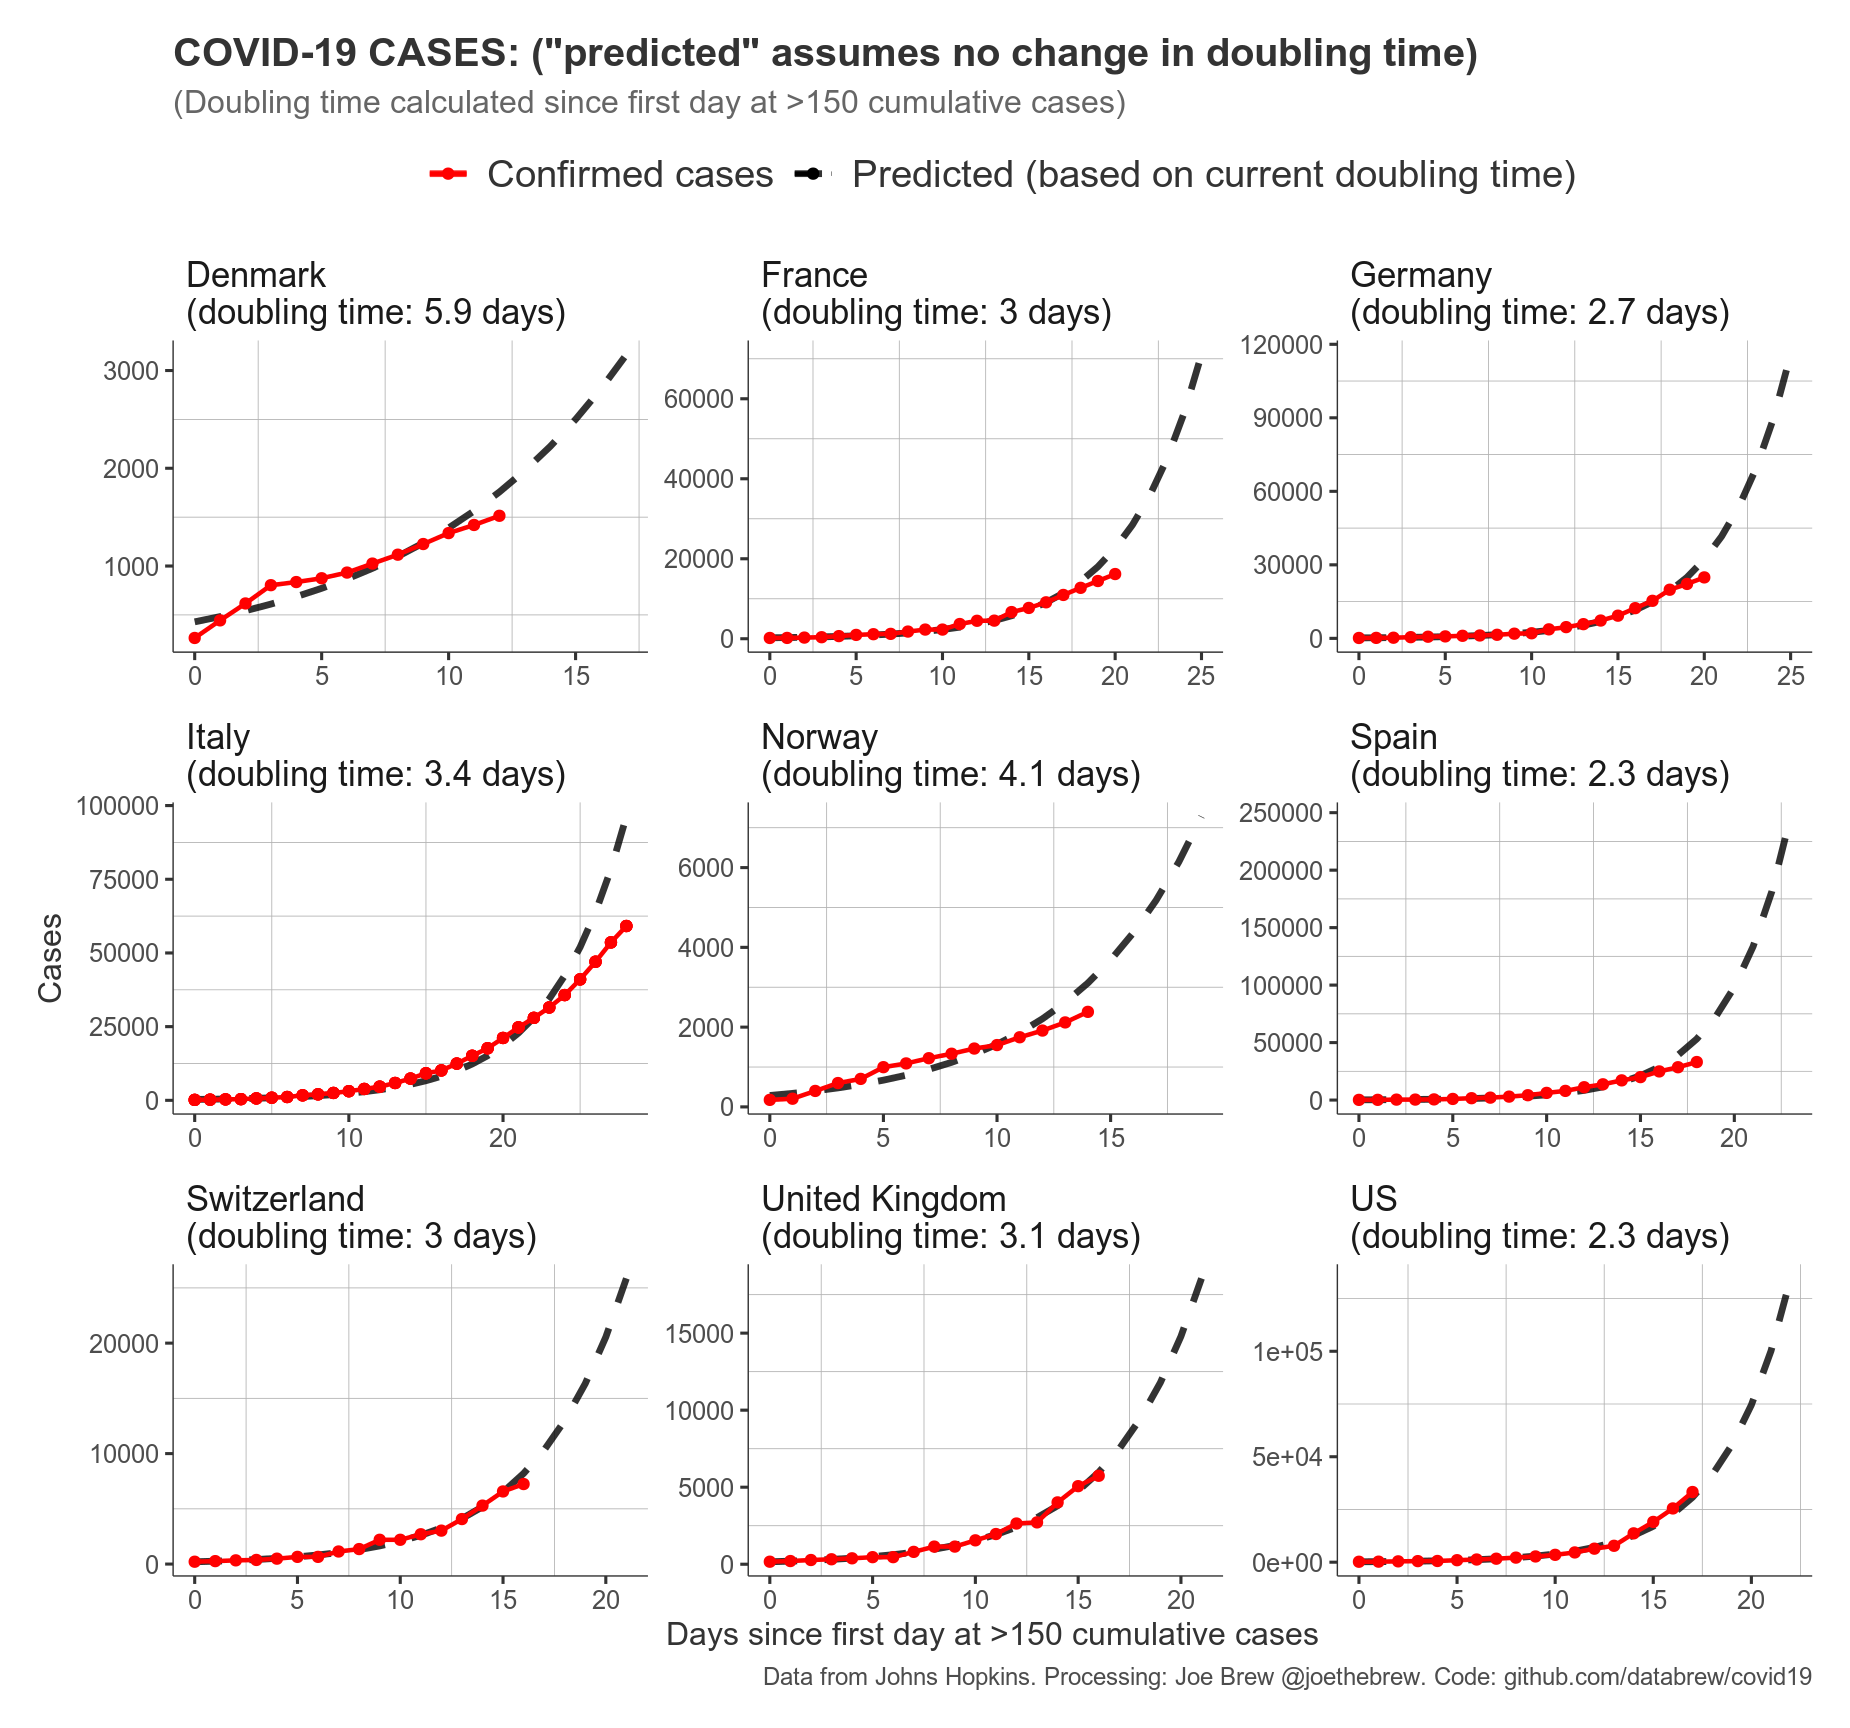 COVID-19 CASES: ("predicted" assumes no change in doubling time)
(Doubling time calculated since first day at >150 cumulative cases)
Confirmed cases Predicted (based on current doubling time)
Denmark
(doubling time: 5.9 days)
3000
2000
1000
0 5 10 15
France
(doubling time: 3 days)
60000
40000
20000
0
0 5 10 15 20 25
Germany
(doubling time: 2.7 days)
120000
90000
60000
30000
0
0 5 10 15 20 25
Cases
Italy
(doubling time: 3.4 days)
100000
75000
50000
25000
0
0 10 20
Norway
(doubling time: 4.1 days)
6000
4000
2000
0
0 5 10 15
Spain
(doubling time: 2.3 days)
250000
200000
150000
100000
50000
0
0 5 10 15 20
Switzerland
(doubling time: 3 days)
20000
10000
0
0 5 10 15 20
United Kingdom
(doubling time: 3.1 days)
15000
10000
5000
0
0 5 10 15 20
US
(doubling time: 2.3 days)
1e+05
5e+04
0e+00
0 5 10 15 20
Days since first day at >150 cumulative cases
Data from Johns Hopkins. Processing: Joe Brew @joethebrew. Code: github.com/databrew/covid19